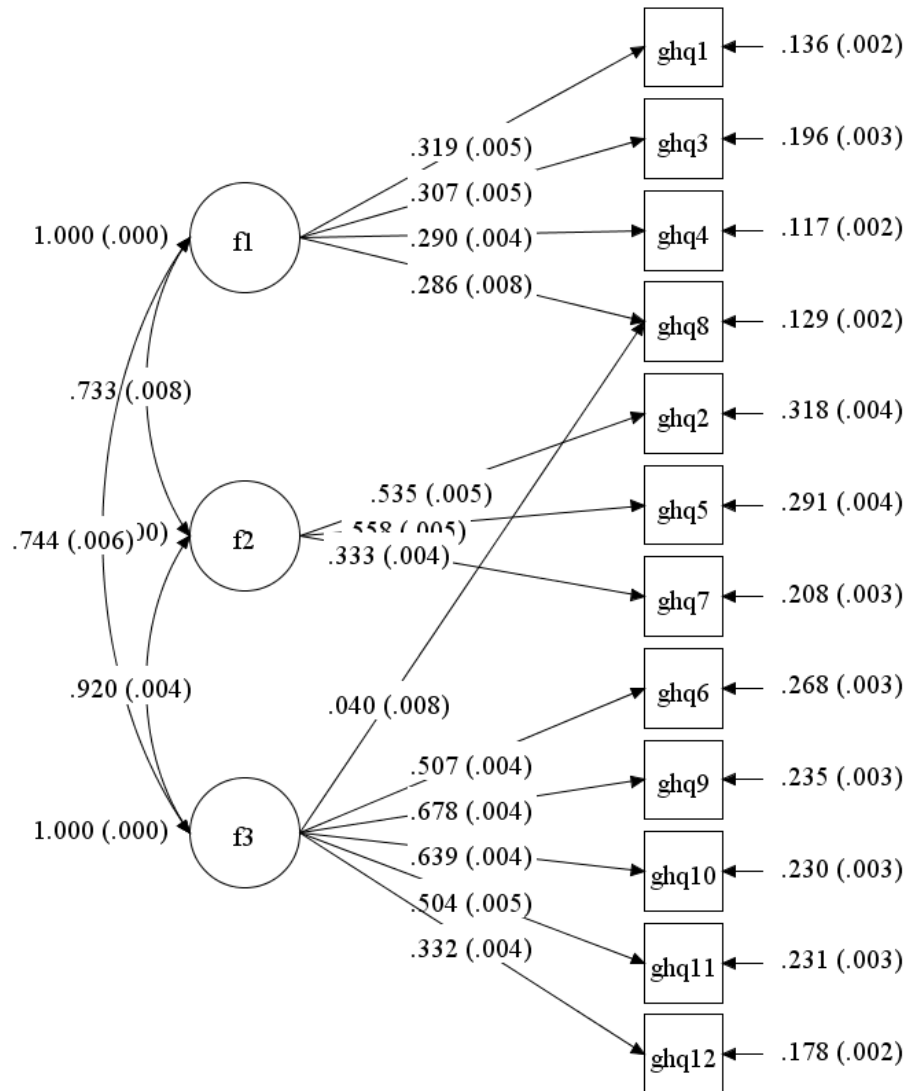 ghq1
.136 (.002)
ghq3
.196 (.003)
.319 (.005)
.307 (.005)
f1
1.000 (.000)
.290 (.004)
ghq4
.117 (.002)
.286 (.008)
ghq8
.129 (.002)
.733 (.008)
ghq2
.318 (.004)
.535 (.005)
ghq5
.291 (.004)
.558 (.005)
.744 (.006)
00)
f2
.333 (.004)
ghq7
.208 (.003)
.920 (.004)
.040 (.008)
ghq6
.268 (.003)
.507 (.004)
ghq9
.235 (.003)
.678 (.004)
1.000 (.000)
f3
.639 (.004)
ghq10
.230 (.003)
.504 (.005)
.332 (.004)
ghq11
.231 (.003)
ghq12
.178 (.002)